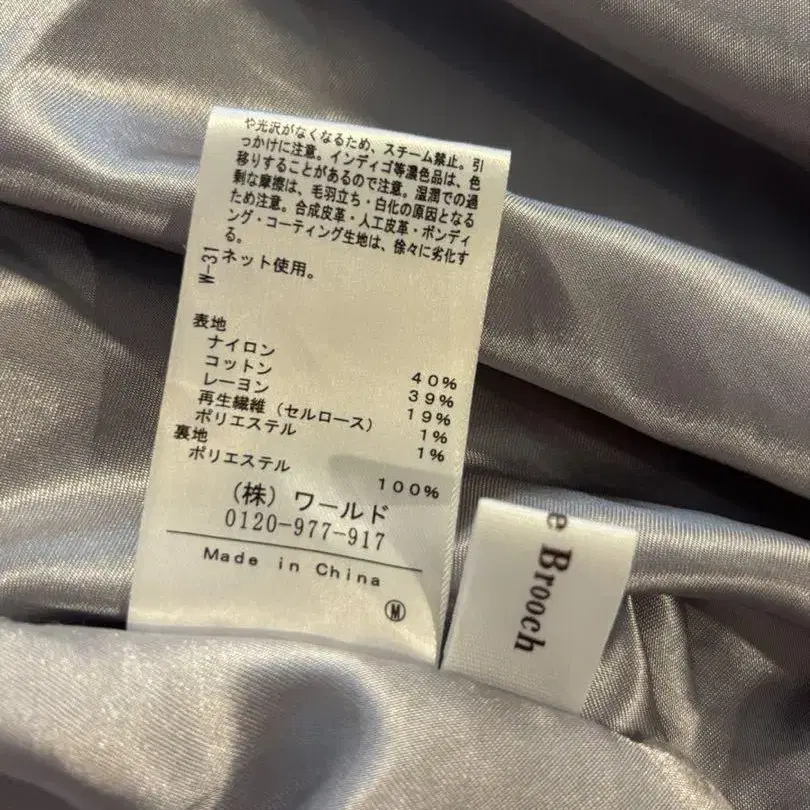 や光沢がなくなるため、スチーム禁止。引
っかけに注意。インディゴ等濃色品は、色
移りすることがあるので注意。湿潤での過
剰な摩擦は、毛羽立ち・白化の原因となる
ため注意。合成皮革・人工皮革・ボンディ
ング・コーティング生地は、徐々に劣化す
る。
ネット使用。
W-31
表地
ナイロン 40%
コットン 39%
レーヨン 19%
再生繊維（セルロース） 1%
ポリエステル 1%
裏地
ポリエステル 100%
（株）ワールド
0120-977-917
Made in China
M
e Brooch